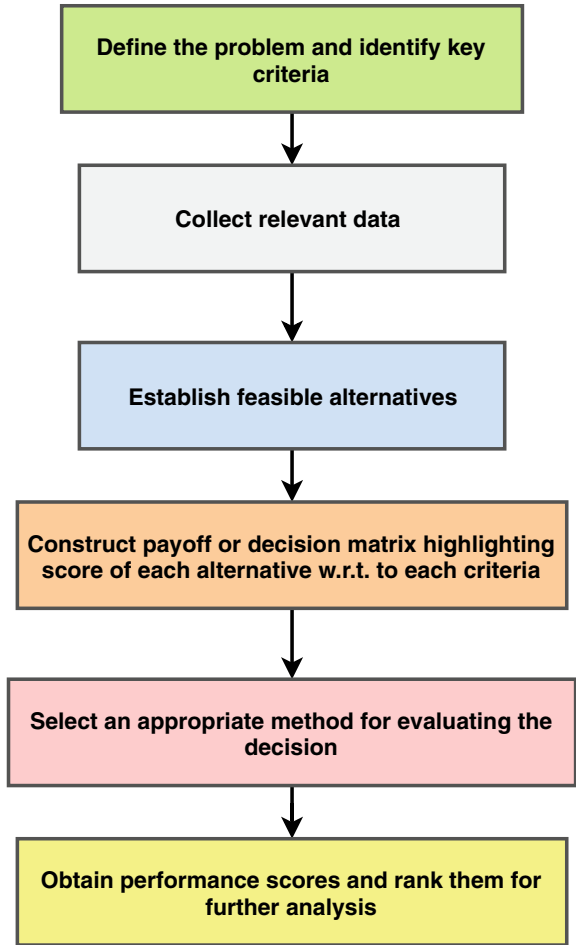 Define the problem and identify key
criteria
Collect relevant data
Establish feasible alternatives
Construct payoff or decision matrix highlighting
score of each alternative w.r.t. to each criteria
Select an appropriate method for evaluating the
decision
Obtain performance scores and rank them for
further analysis